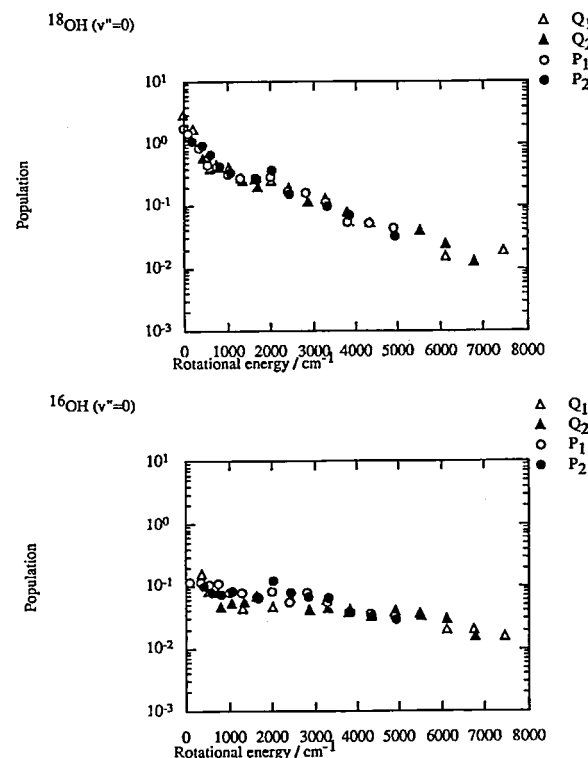 ¹⁸OH (v"=0)
Q₁
Q₂
P₁
P₂
10¹
10⁰
10⁻¹
10⁻²
10⁻³
Population
0 1000 2000 3000 4000 5000 6000 7000 8000
Rotational energy / cm⁻¹
¹⁶OH (v"=0)
Q₁
Q₂
P₁
P₂
10¹
10⁰
10⁻¹
10⁻²
10⁻³
Population
0 1000 2000 3000 4000 5000 6000 7000 8000
Rotational energy / cm⁻¹